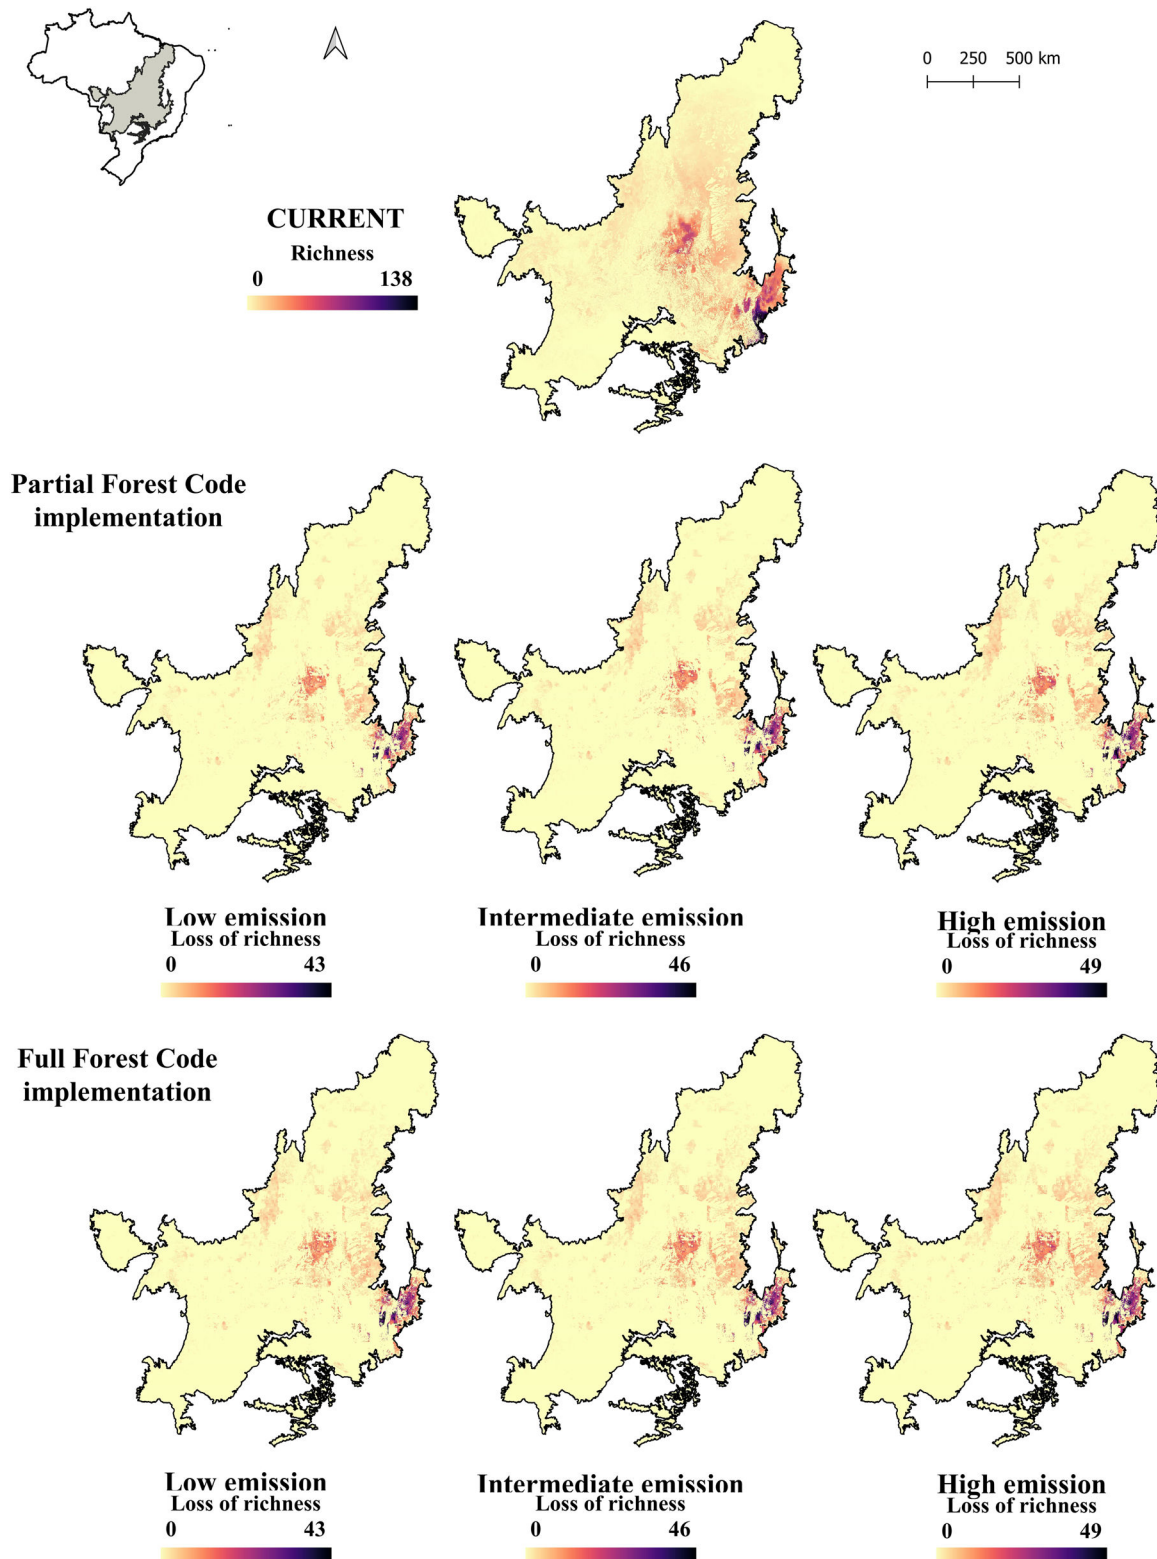 0 250 500 km
CURRENT
Richness
0 138
Partial Forest Code
implementation
Low emission
Loss of richness
0 43
Intermediate emission
Loss of richness
0 46
High emission
Loss of richness
0 49
Full Forest Code
implementation
Low emission
Loss of richness
0 43
Intermediate emission
Loss of richness
0 46
High emission
Loss of richness
0 49